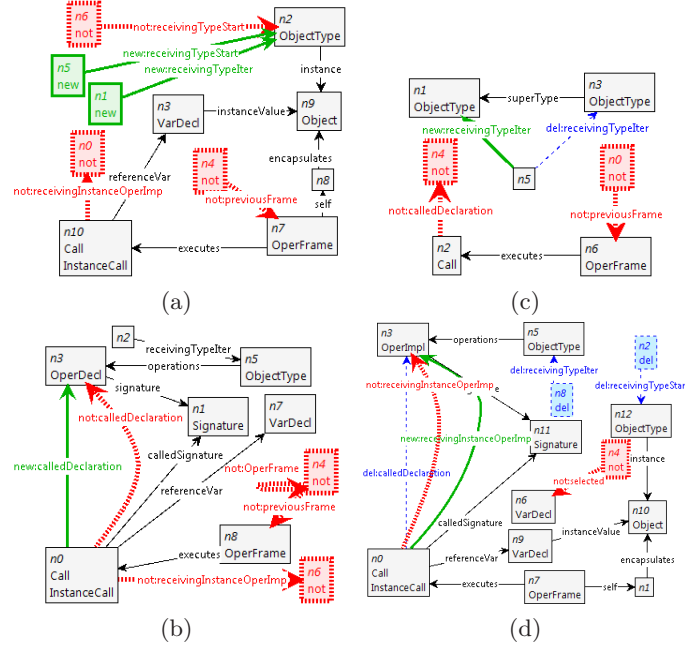 n6
not
not:receivingTypeStart
n2
ObjectType
new:receivingTypeStart
n5
new
new:receivingTypeIter
n1
new
instance
n3
VarDecl
instanceValue
n9
Object
n0
not
referenceVar
not:receivingInstanceOperImp
n4
not
encapsulates
n8
not:previousFrame
self
n10
Call
InstanceCall
executes
n7
OperFrame
(a)
n1
ObjectType
superType
n3
ObjectType
new:receivingTypeIter
del:receivingTypeIter
n4
not
n5
n0
not
not:calledDeclaration
not:previousFrame
n2
Call
executes
n6
OperFrame
(c)
n2
receivingTypeIter
n3
OperDecl
operations
n5
ObjectType
signature
not:calledDeclaration
n1
Signature
n7
VarDecl
new:calledDeclaration
calledSignature
not:OperFrame
n4
not
referenceVar
not:previousFrame
n8
OperFrame
executes
n0
Call
InstanceCall
not:receivingInstanceOperImp
n6
not
(b)
n3
OperImpl
operations
n5
ObjectType
n2
del
del:receivingTypeIter
del:receivingTypeStar
not:receivingInstanceOperImp
n8
del
n12
ObjectType
n11
Signature
new:receivingInstanceOperImp
n4
not
instance
del:calledDeclaration
not:selected
n6
VarDecl
n10
Object
calledSignature
instanceValue
n9
VarDecl
referenceVar
n0
Call
InstanceCall
encapsulates
executes
n7
OperFrame
self
n1
(d)